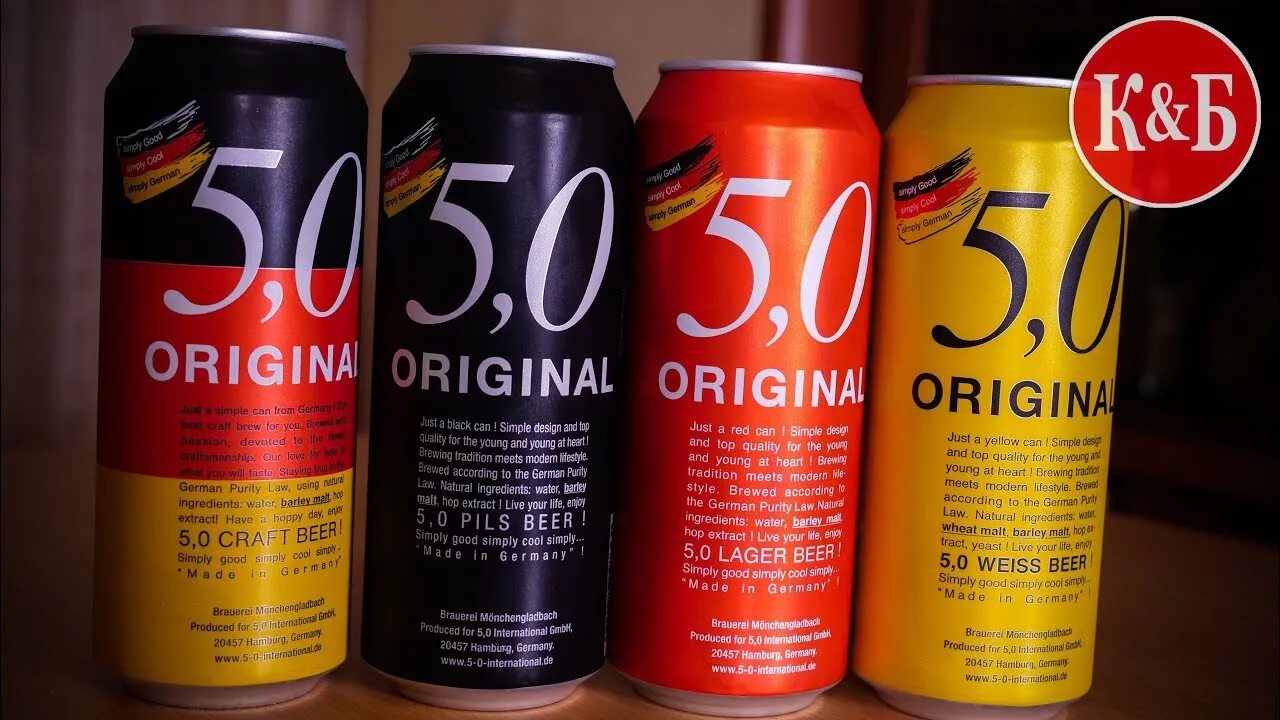 simply Good
simply Cool
simply German
5,0
ORIGINAL
Just a simple can from Germany ! Our
best craft brew for you. Brewed with
passion, devoted to the finest
craftsmanship. Our love for beer is
what you will taste. Staying true to the
German Purity Law, using natural
ingredients: water, barley malt, hop
extract! Have a hoppy day, enjoy
5,0 CRAFT BEER !
Simply good simply cool simply...
"Made in Germany" !
Brauerei Mönchengladbach
Produced for 5,0 International GmbH,
20457 Hamburg, Germany.
www.5-0-international.de
simply Good
simply Cool
simply German
5,0
ORIGINAL
Just a black can ! Simple design and top
quality for the young and young at heart !
Brewing tradition meets modern lifestyle.
Brewed according to the German Purity
Law. Natural ingredients: water, barley
malt, hop extract ! Live your life, enjoy
5,0 PILS BEER !
Simply good simply cool simply...
"Made in Germany" !
Brauerei Mönchengladbach
Produced for 5,0 International GmbH,
20457 Hamburg, Germany.
www.5-0-international.de
simply Good
simply Cool
simply German
5,0
ORIGINAL
Just a red can ! Simple design
and top quality for the young
and young at heart ! Brewing
tradition meets modern life-
style. Brewed according to
the German Purity Law. Natural
ingredients: water, barley malt,
hop extract ! Live your life, enjoy
5,0 LAGER BEER !
Simply good simply cool simply...
"Made in Germany" !
Brauerei Mönchengladbach
Produced for 5,0 International GmbH,
20457 Hamburg, Germany.
www.5-0-international.de
simply Good
simply Cool
simply German
5,0
ORIGINAL
Just a yellow can ! Simple design
and top quality for the young and
young at heart ! Brewing tradition
meets modern lifestyle. Brewed
according to the German Purity
Law. Natural ingredients: water,
wheat malt, barley malt, hop ex-
tract, yeast ! Live your life, enjoy
5,0 WEISS BEER !
Simply good simply cool simply...
"Made in Germany" !
Brauerei Mönchengladbach
Produced for 5,0 International GmbH,
20457 Hamburg, Germany.
www.5-0-international.de
К&Б